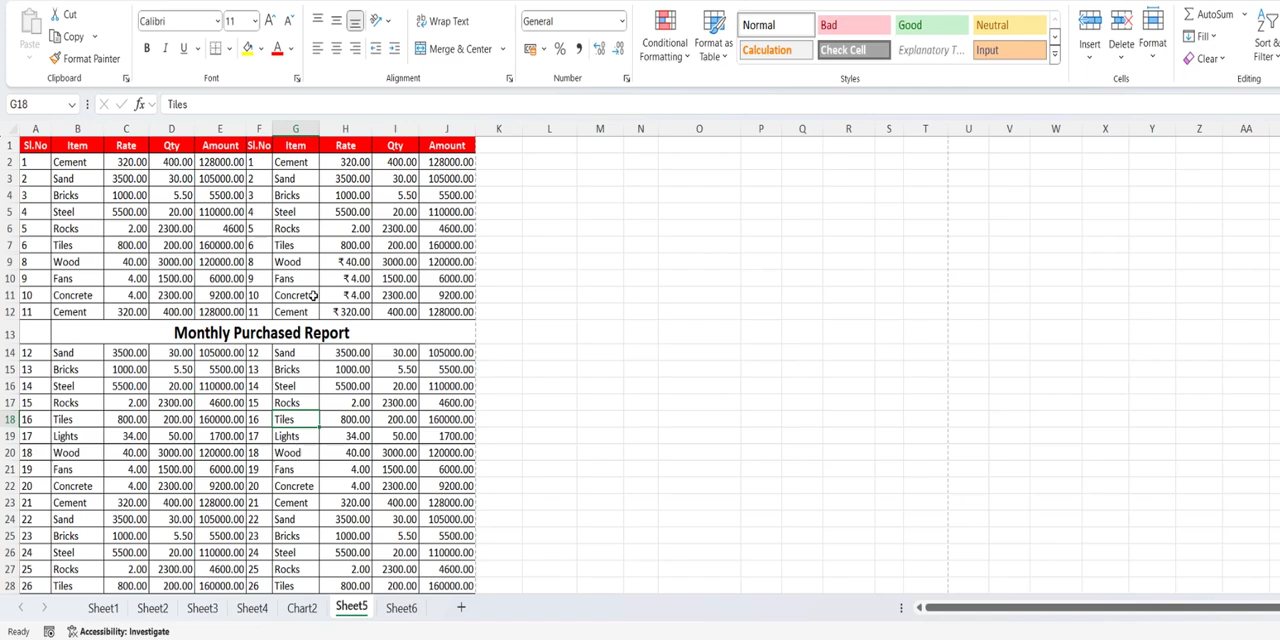 Cut
Calibri 11 A A
Wrap Text
General
Normal Bad Good Neutral
AutoSum
Paste
Copy
B I U A
Merge & Center
%
Conditional Formatting
Format as Table
Calculation Check Cell Explanatory T... Input
Insert Delete Format
Fill
Sort &
Format Painter
Clear
Clipboard Font Alignment Number Styles Cells Editing
G18 fx Tiles
A B C D E F G H I J K L M N O P Q R S T U V W X Y Z AA
1 Sl.No Item Rate Qty Amount Sl.No Item Rate Qty Amount
2 1 Cement 320.00 400.00 128000.00 1 Cement 320.00 400.00 128000.00
3 2 Sand 3500.00 30.00 105000.00 2 Sand 3500.00 30.00 105000.00
4 3 Bricks 1000.00 5.50 5500.00 3 Bricks 1000.00 5.50 5500.00
5 4 Steel 5500.00 20.00 110000.00 4 Steel 5500.00 20.00 110000.00
6 5 Rocks 2.00 2300.00 4600 5 Rocks 2.00 2300.00 4600.00
7 6 Tiles 800.00 200.00 160000.00 6 Tiles 800.00 200.00 160000.00
9 8 Wood 40.00 3000.00 120000.00 8 Wood ₹ 40.00 3000.00 120000.00
10 9 Fans 4.00 1500.00 6000.00 9 Fans ₹ 4.00 1500.00 6000.00
11 10 Concrete 4.00 2300.00 9200.00 10 Concrete ₹ 4.00 2300.00 9200.00
12 11 Cement 320.00 400.00 128000.00 11 Cement ₹ 320.00 400.00 128000.00
13 Monthly Purchased Report
14 12 Sand 3500.00 30.00 105000.00 12 Sand 3500.00 30.00 105000.00
15 13 Bricks 1000.00 5.50 5500.00 13 Bricks 1000.00 5.50 5500.00
16 14 Steel 5500.00 20.00 110000.00 14 Steel 5500.00 20.00 110000.00
17 15 Rocks 2.00 2300.00 4600.00 15 Rocks 2.00 2300.00 4600.00
18 16 Tiles 800.00 200.00 160000.00 16 Tiles 800.00 200.00 160000.00
19 17 Lights 34.00 50.00 1700.00 17 Lights 34.00 50.00 1700.00
20 18 Wood 40.00 3000.00 120000.00 18 Wood 40.00 3000.00 120000.00
21 19 Fans 4.00 1500.00 6000.00 19 Fans 4.00 1500.00 6000.00
22 20 Concrete 4.00 2300.00 9200.00 20 Concrete 4.00 2300.00 9200.00
23 21 Cement 320.00 400.00 128000.00 21 Cement 320.00 400.00 128000.00
24 22 Sand 3500.00 30.00 105000.00 22 Sand 3500.00 30.00 105000.00
25 23 Bricks 1000.00 5.50 5500.00 23 Bricks 1000.00 5.50 5500.00
26 24 Steel 5500.00 20.00 110000.00 24 Steel 5500.00 20.00 110000.00
27 25 Rocks 2.00 2300.00 4600.00 25 Rocks 2.00 2300.00 4600.00
28 26 Tiles 800.00 200.00 160000.00 26 Tiles 800.00 200.00 160000.00
Sheet1 Sheet2 Sheet3 Sheet4 Chart2 Sheet5 Sheet6 +
Ready Accessibility: Investigate